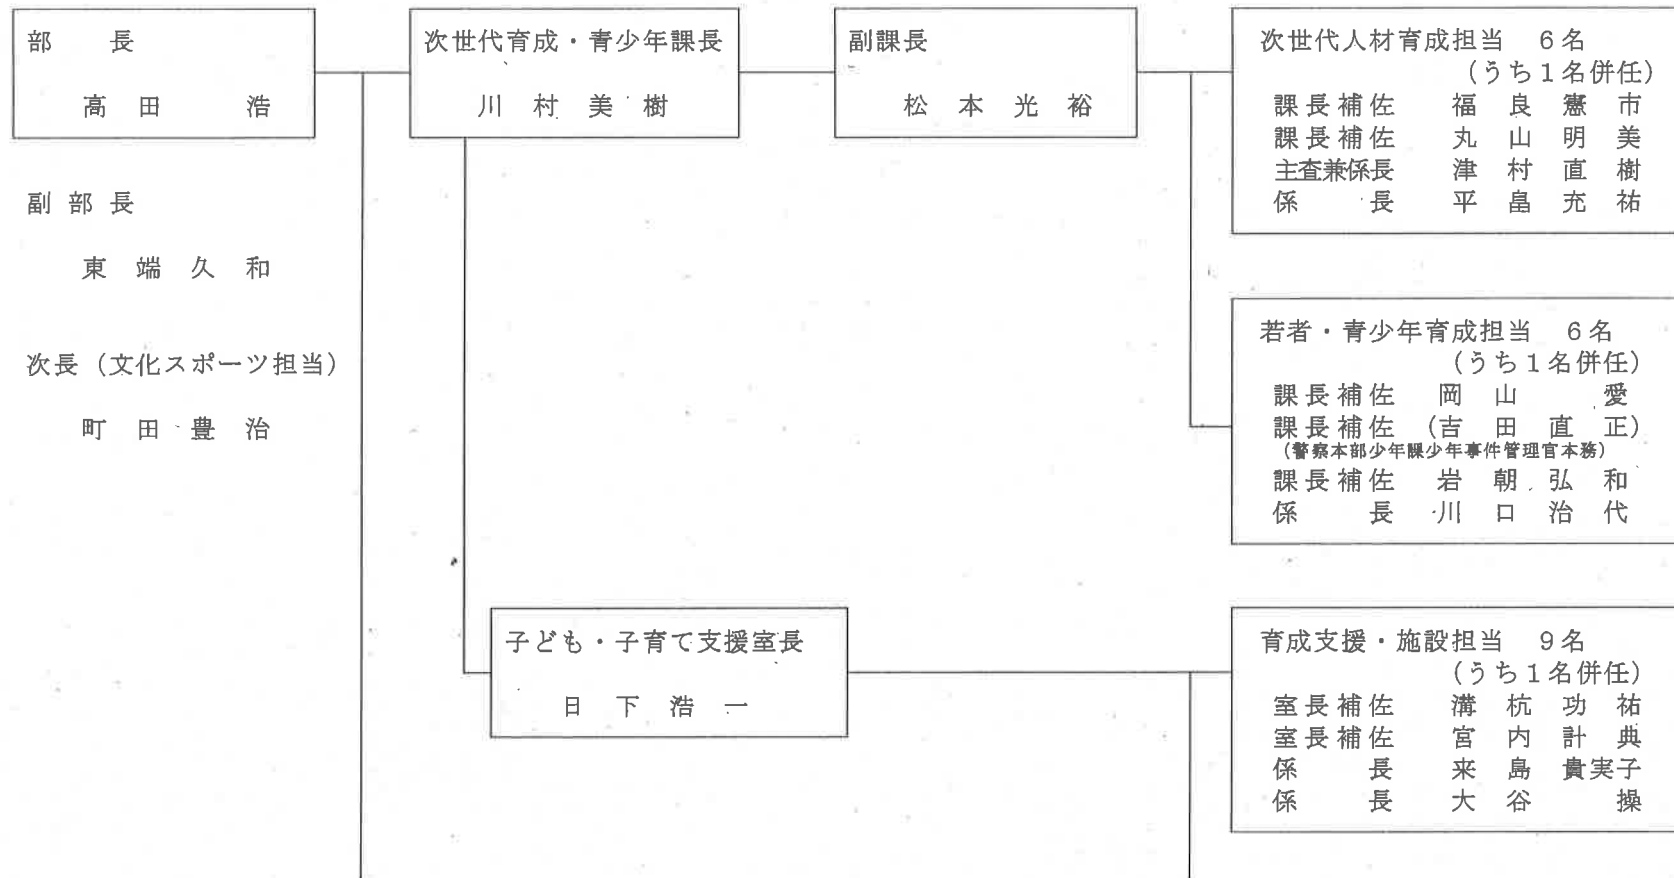 部　　長
高　田　　　浩
副　部　長
東　端　久　和
次長（文化スポーツ担当）
町　田　豊　治
次世代育成・青少年課長
川　村　美　樹
副課長
松　本　光　裕
次世代人材育成担当　６名
（うち１名併任）
課長補佐　福　良　憲　市
課長補佐　丸　山　明　美
主査兼係長　津　村　直　樹
係　　長　平　畠　充　祐
若者・青少年育成担当　６名
（うち１名併任）
課長補佐　岡　山　　　愛
課長補佐　（吉　田　直　正）
（警察本部少年課少年事件管理官本務）
課長補佐　岩　朝　弘　和
係　　長　川　口　治　代
子ども・子育て支援室長
日　下　浩　一
育成支援・施設担当　９名
（うち１名併任）
室長補佐　溝　杭　功　祐
室長補佐　宮　内　計　典
係　　長　来　島　貴実子
係　　長　大　谷　　　操